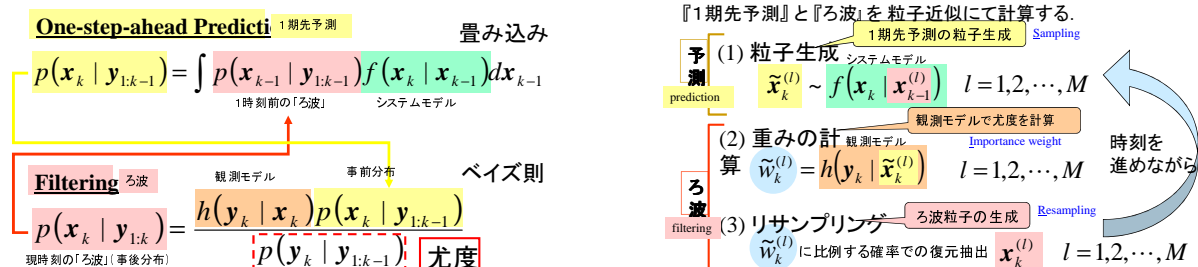 One-step-ahead Predicti
1期先予測
畳み込み
p(x_k | y_{1:k-1}) = ∫ p(x_{k-1} | y_{1:k-1}) f(x_k | x_{k-1}) dx_{k-1}
1時刻前の「ろ波」 システムモデル
Filtering ろ波
観測モデル 事前分布
ベイズ則
p(x_k | y_{1:k}) = h(y_k | x_k) p(x_k | y_{1:k-1}) / p(y_k | y_{1:k-1})
現時刻の「ろ波」(事後分布)
尤度
『1期先予測』と『ろ波』を粒子近似にて計算する.
予測
prediction
(1) 粒子生成
1期先予測の粒子生成
Sampling
システムモデル
x̃_k^{(l)} ~ f(x_k | x_{k-1}^{(l)}) l = 1,2,⋯,M
ろ波
filtering
(2) 重みの計算
観測モデルで尤度を計算
観測モデル
Importance weight
w̃_k^{(l)} = h(y_k | x̃_k^{(l)}) l = 1,2,⋯,M
(3) リサンプリング
ろ波粒子の生成
Resampling
w̃_k^{(l)} に比例する確率での復元抽出 x_k^{(l)} l = 1,2,⋯,M
時刻を
進めながら